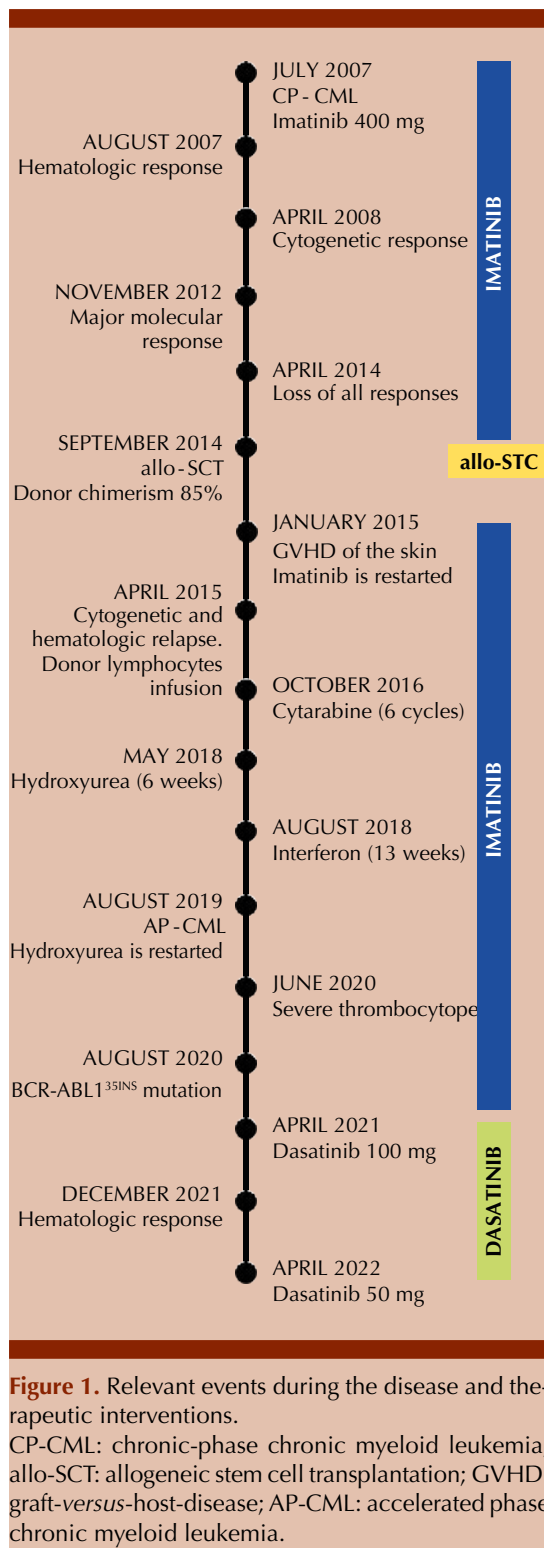 JULY 2007
CP - CML
Imatinib 400 mg
AUGUST 2007
Hematologic response
APRIL 2008
Cytogenetic response
NOVEMBER 2012
Major molecular
response
APRIL 2014
Loss of all responses
SEPTEMBER 2014
allo-SCT
Donor chimerism 85%
JANUARY 2015
GVHD of the skin
Imatinib is restarted
APRIL 2015
Cytogenetic and
hematologic relapse.
Donor lymphocytes
infusion
OCTOBER 2016
Cytarabine (6 cycles)
MAY 2018
Hydroxyurea (6 weeks)
AUGUST 2018
Interferon (13 weeks)
AUGUST 2019
AP-CML
Hydroxyurea is restarted
JUNE 2020
Severe thrombocytope
AUGUST 2020
BCR-ABL1³⁵ᴵᴺˢ mutation
APRIL 2021
Dasatinib 100 mg
DECEMBER 2021
Hematologic response
APRIL 2022
Dasatinib 50 mg
IMATINIB
allo-STC
IMATINIB
DASATINIB
Figure 1. Relevant events during the disease and the-
rapeutic interventions.
CP-CML: chronic-phase chronic myeloid leukemia,
allo-SCT: allogeneic stem cell transplantation; GVHD
graft-versus-host-disease; AP-CML: accelerated phase
chronic myeloid leukemia.